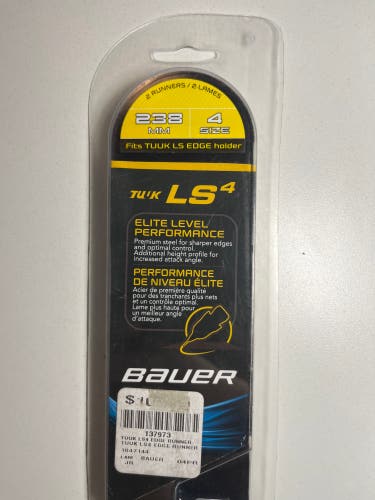 2 RUNNERS / 2 LAMES
238 4
MM SIZE
Fits TUUK LS EDGE holder
TUUK LS4
ELITE LEVEL
PERFORMANCE
Premium steel for sharper edges
and optimal control.
Additional height profile for
increased attack angle.
PERFORMANCE
DE NIVEAU ÉLITE
Acier de première qualité
pour des tranchants plus nets
et un contrôle optimal.
Lame plus haute pour
un meilleur angle
d'attaque.
BAUER
$
137973
TUUK LS4 EDGE RUNNER
TUUK LS4 EDGE RUNNER
1047144
BAUER 04PR
JR